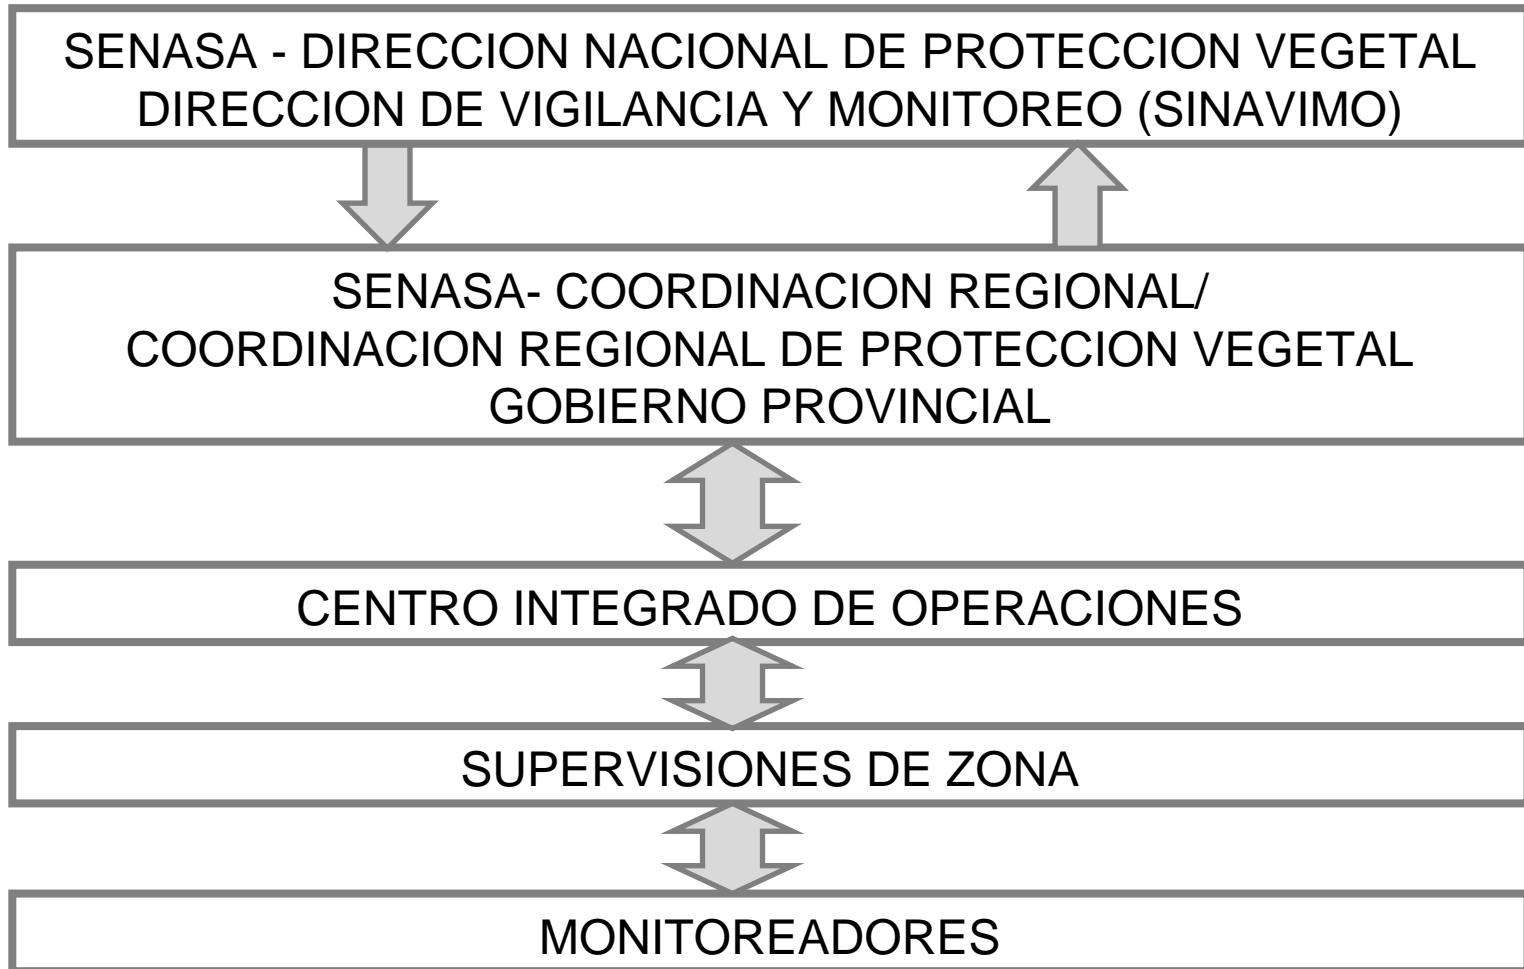 SENASA - DIRECCION NACIONAL DE PROTECCION VEGETAL
DIRECCION DE VIGILANCIA Y MONITOREO (SINAVIMO)
SENASA- COORDINACION REGIONAL/
COORDINACION REGIONAL DE PROTECCION VEGETAL
GOBIERNO PROVINCIAL
CENTRO INTEGRADO DE OPERACIONES
SUPERVISIONES DE ZONA
MONITOREADORES